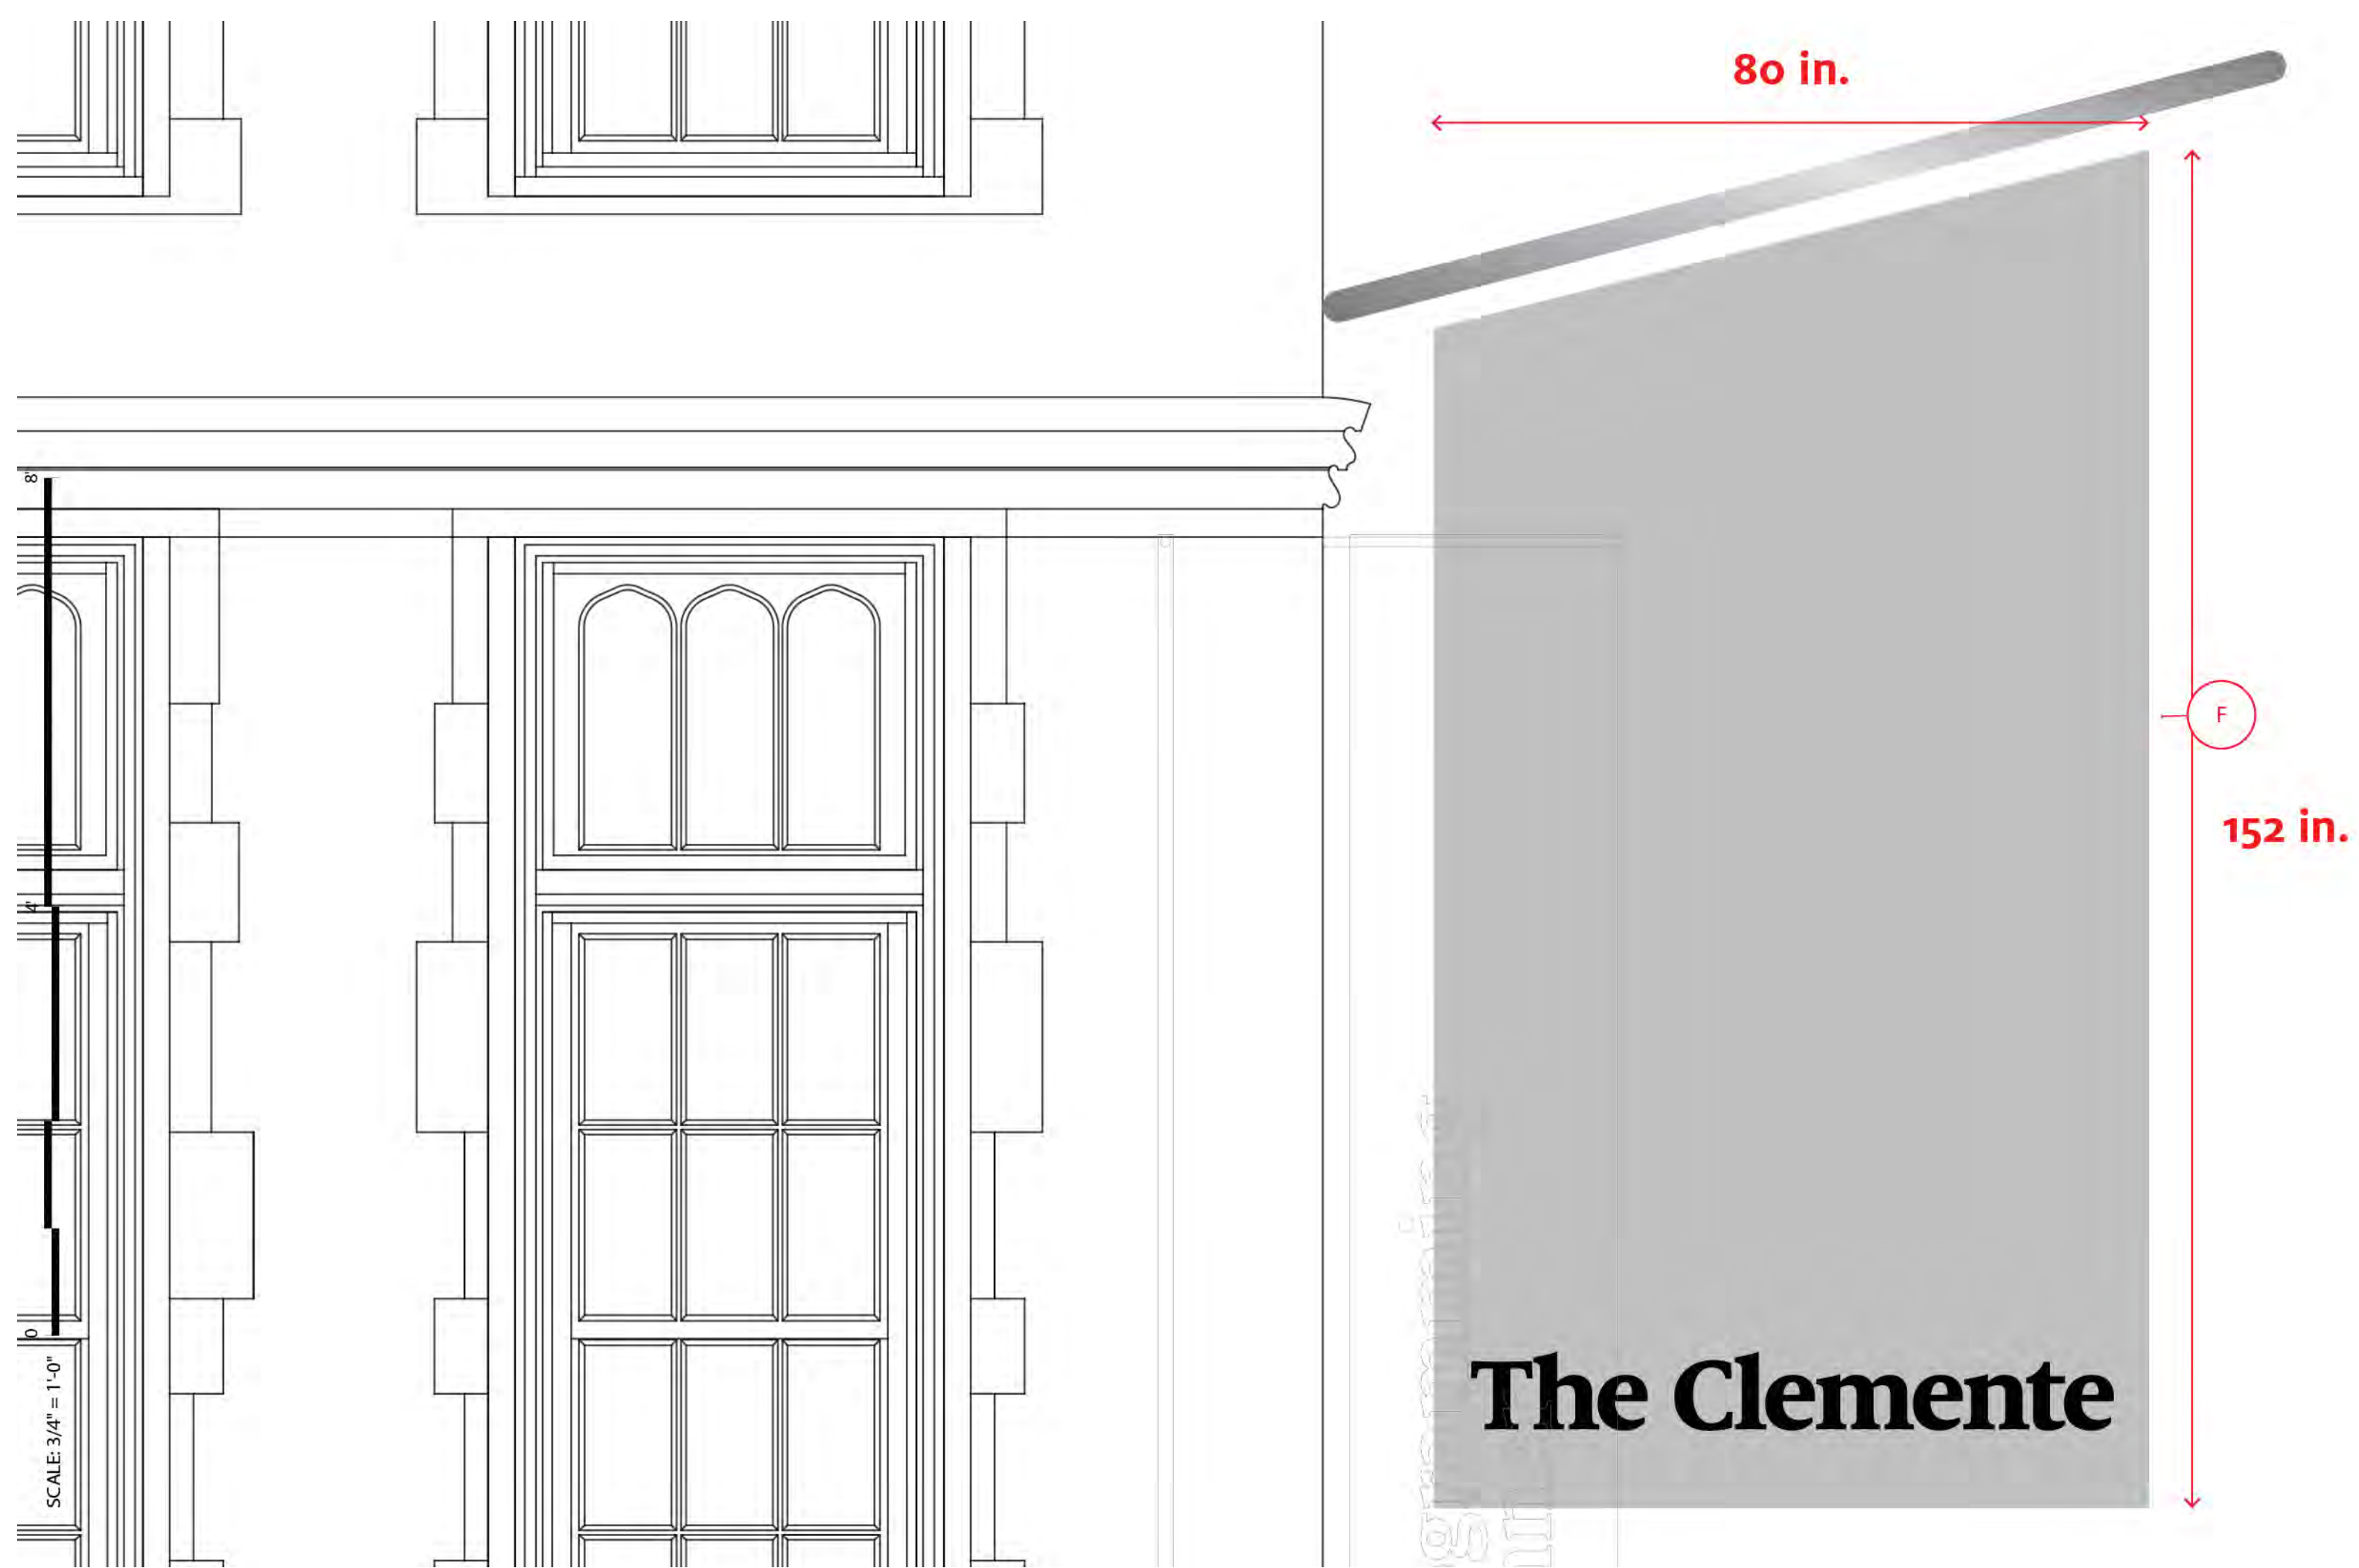 80 in.
8'
F
152 in.
4'
0
SCALE: 3/4" = 1'-0"
The Clemente